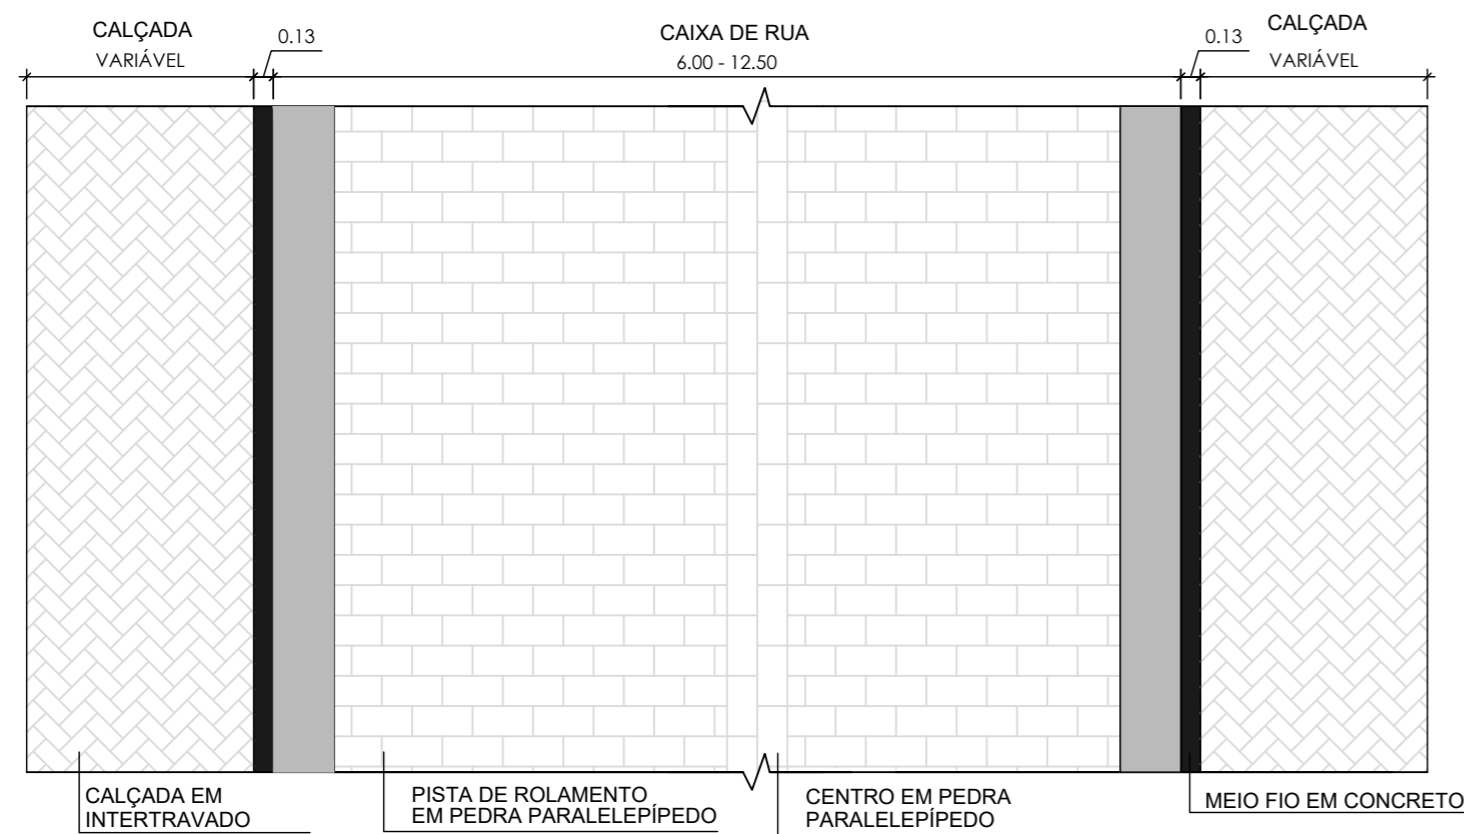 CALÇADA
VARIÁVEL
0.13
CAIXA DE RUA
6.00 - 12.50
0.13
CALÇADA
VARIÁVEL
CALÇADA EM
INTERTRAVADO
PISTA DE ROLAMENTO
EM PEDRA PARALELEPÍPEDO
CENTRO EM PEDRA
PARALELEPÍPEDO
MEIO FIO EM CONCRETO